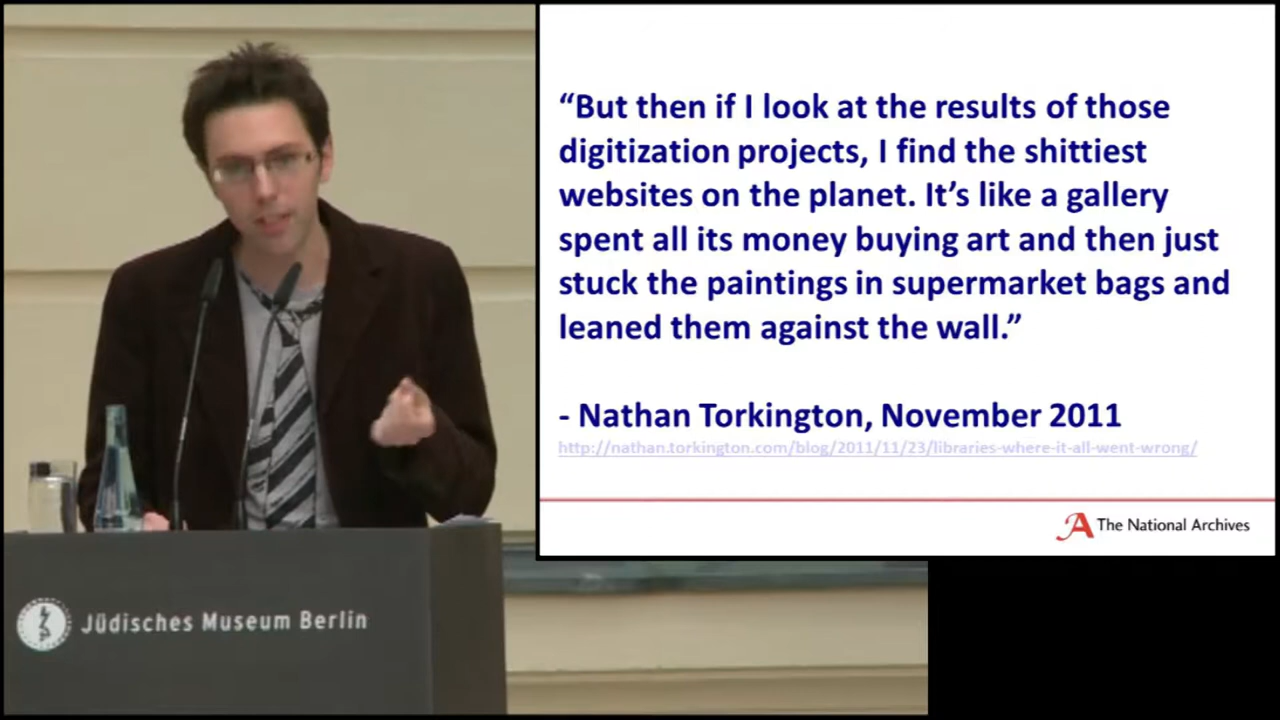 “But then if I look at the results of those
digitization projects, I find the shittiest
websites on the planet. It’s like a gallery
spent all its money buying art and then just
stuck the paintings in supermarket bags and
leaned them against the wall.”
- Nathan Torkington, November 2011
http://nathan.torkington.com/blog/2011/11/23/libraries-where-it-all-went-wrong/
The National Archives
Jüdisches Museum Berlin